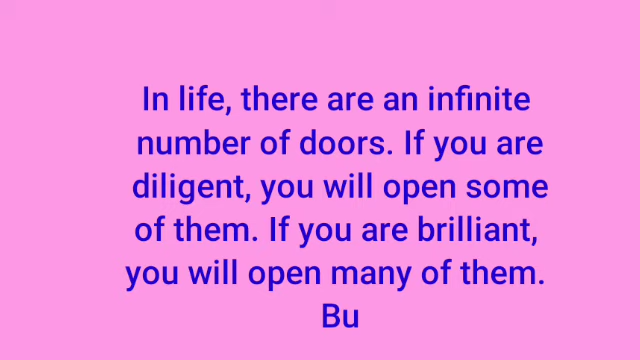 In life, there are an infinite
number of doors. If you are
diligent, you will open some
of them. If you are brilliant,
you will open many of them.
Bu